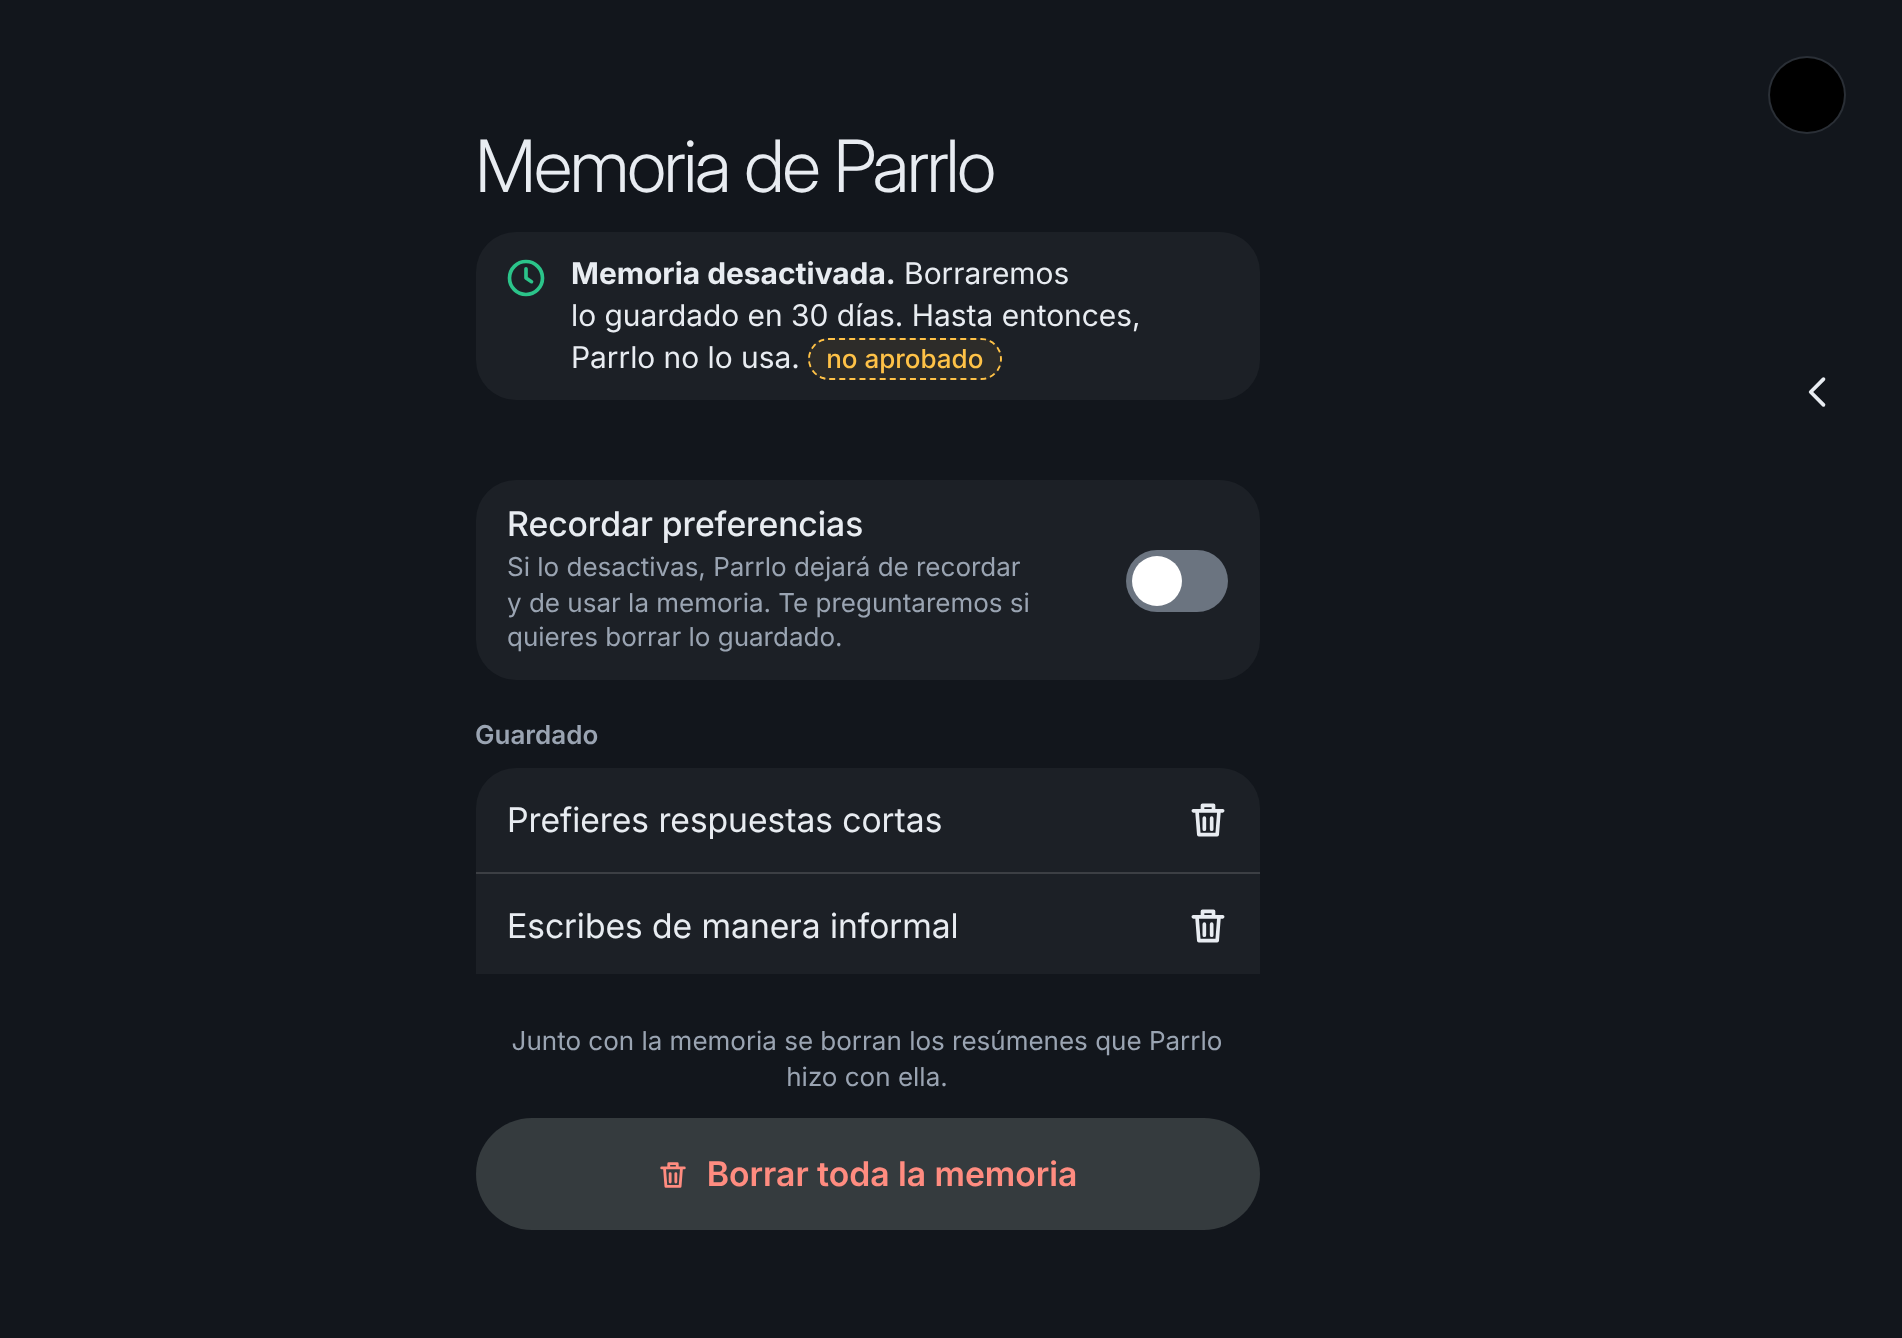 Memoria de Parrlo
Memoria desactivada. Borraremos
lo guardado en 30 días. Hasta entonces,
Parrlo no lo usa. no aprobado
Recordar preferencias
Si lo desactivas, Parrlo dejará de recordar
y de usar la memoria. Te preguntaremos si
quieres borrar lo guardado.
Guardado
Prefieres respuestas cortas
Escribes de manera informal
Junto con la memoria se borran los resúmenes que Parrlo
hizo con ella.
Borrar toda la memoria